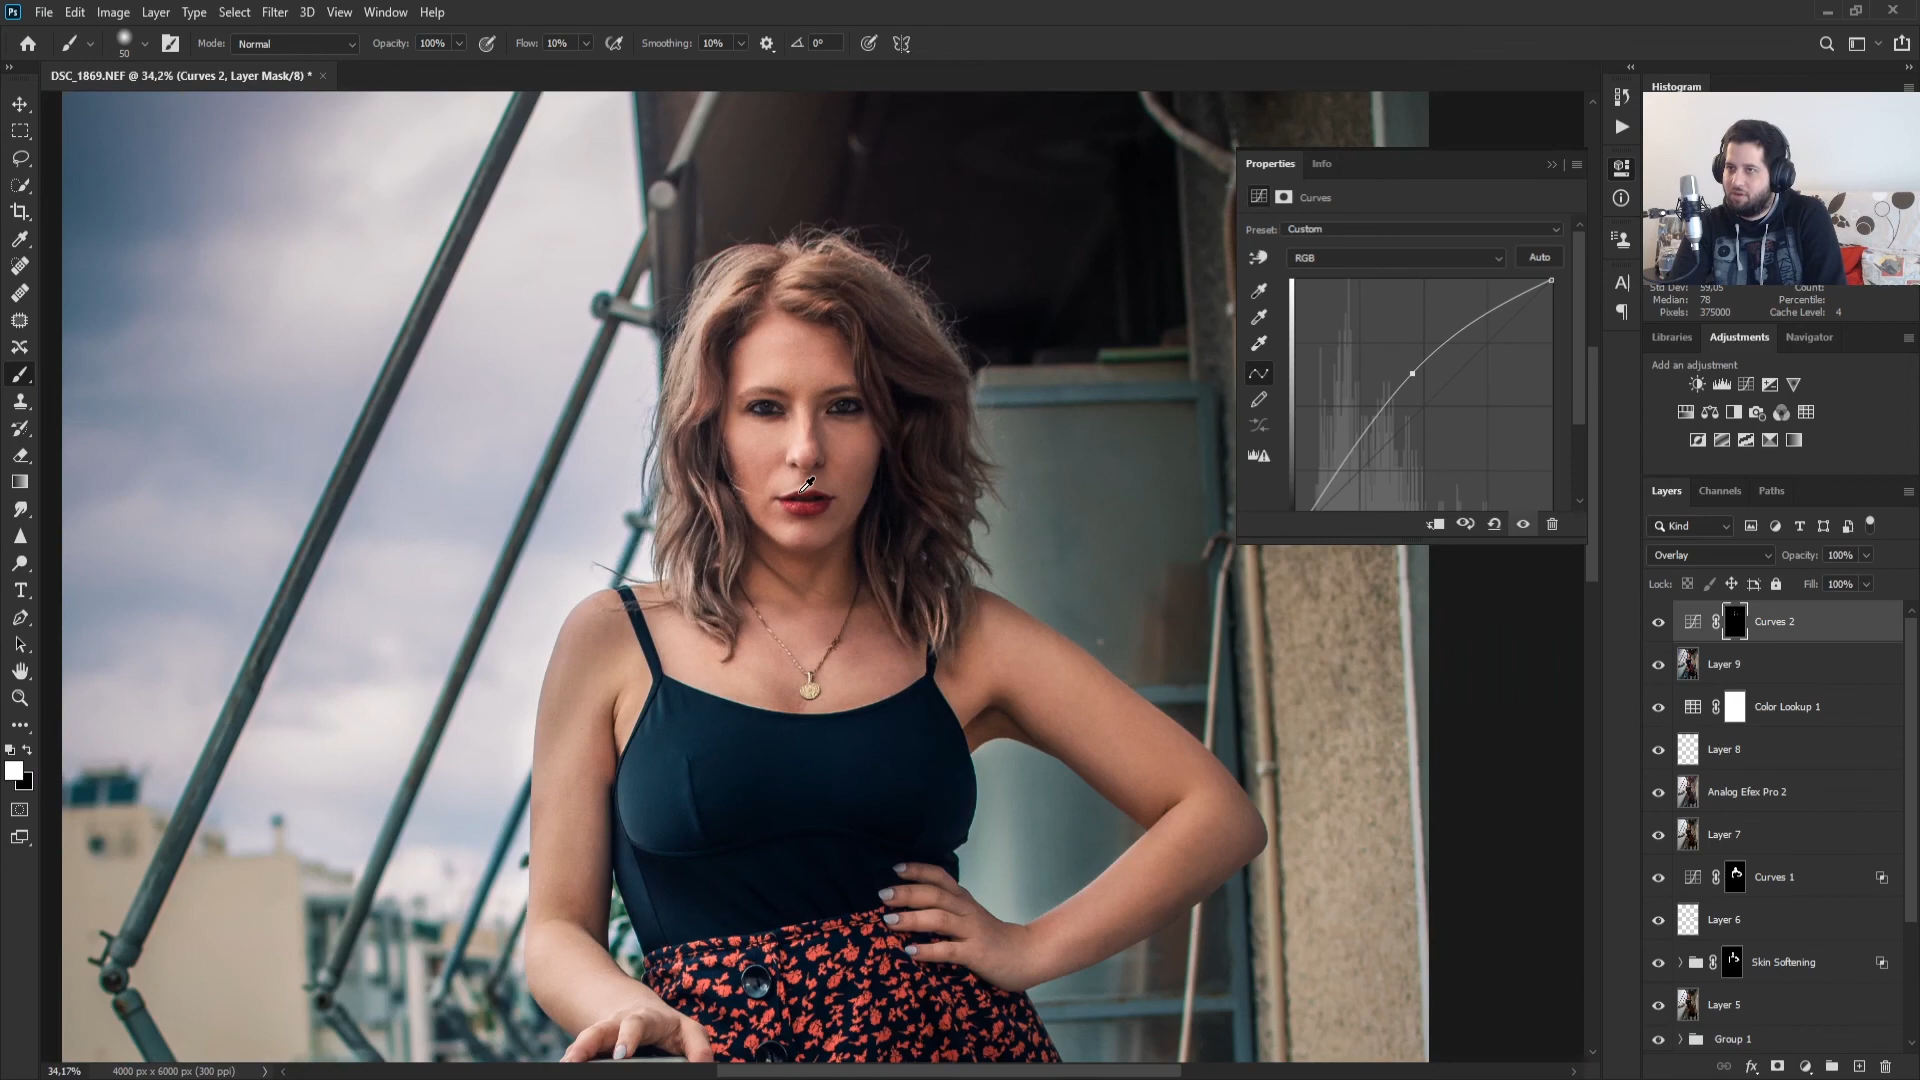 Ps File Edit Image Layer Type Select Filter 3D View Window Help
50 Mode: Normal Opacity: 100% Flow: 10% Smoothing: 10% 0°
DSC_1869.NEF @ 34,2% (Curves 2, Layer Mask/8) * ×
Histogram
Properties Info
Curves
Preset: Custom
RGB Auto
Std Dev: 59,05 Count:
Median: 78 Percentile:
Pixels: 375000 Cache Level: 4
Libraries Adjustments Navigator
Add an adjustment
Layers Channels Paths
Kind
Overlay Opacity: 100%
Lock: Fill: 100%
Curves 2
Layer 9
Color Lookup 1
Layer 8
Analog Efex Pro 2
Layer 7
Curves 1
Layer 6
Skin Softening
Layer 5
Group 1
34,17% 4000 px x 6000 px (300 ppi)